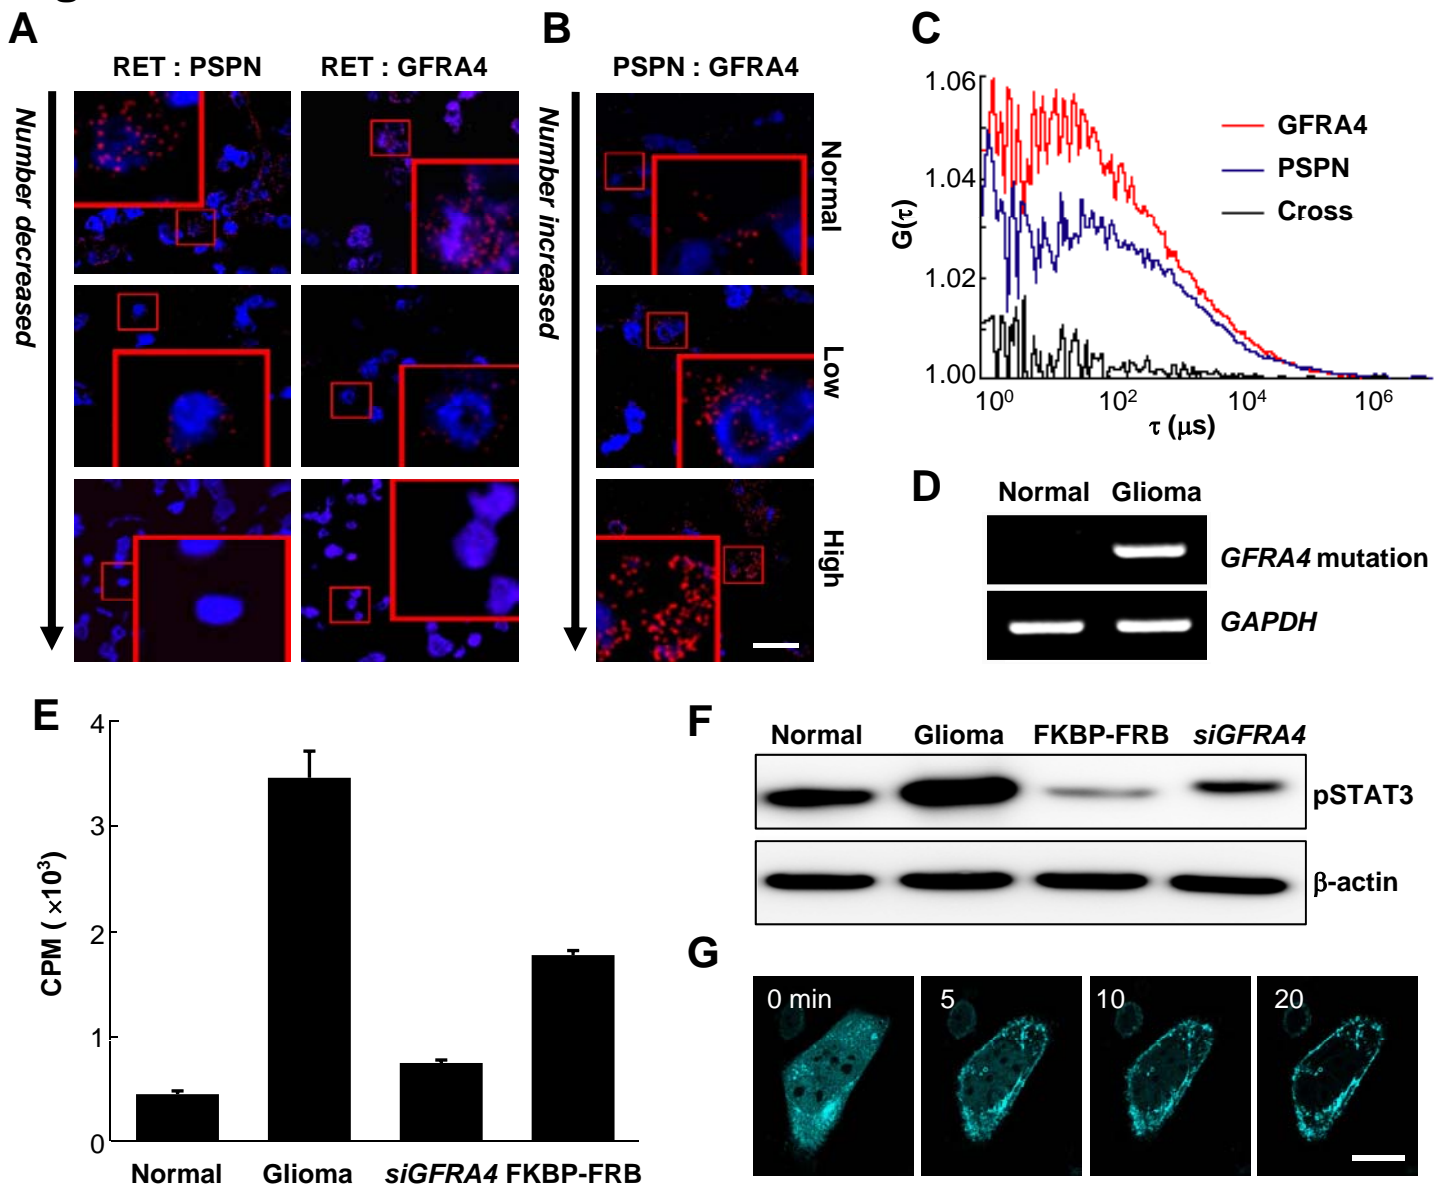 A
RET : PSPN
RET : GFRA4
Number decreased
B
PSPN : GFRA4
Number increased
Normal
Low
High
C
G(τ)
1.06
1.04
1.02
1.00
10⁰
10²
10⁴
10⁶
τ (μs)
GFRA4
PSPN
Cross
D
Normal Glioma
GFRA4 mutation
GAPDH
E
CPM ( ×10³)
4
3
2
1
0
Normal Glioma siGFRA4 FKBP-FRB
F
Normal Glioma FKBP-FRB siGFRA4
pSTAT3
β-actin
G
0 min
5
10
20